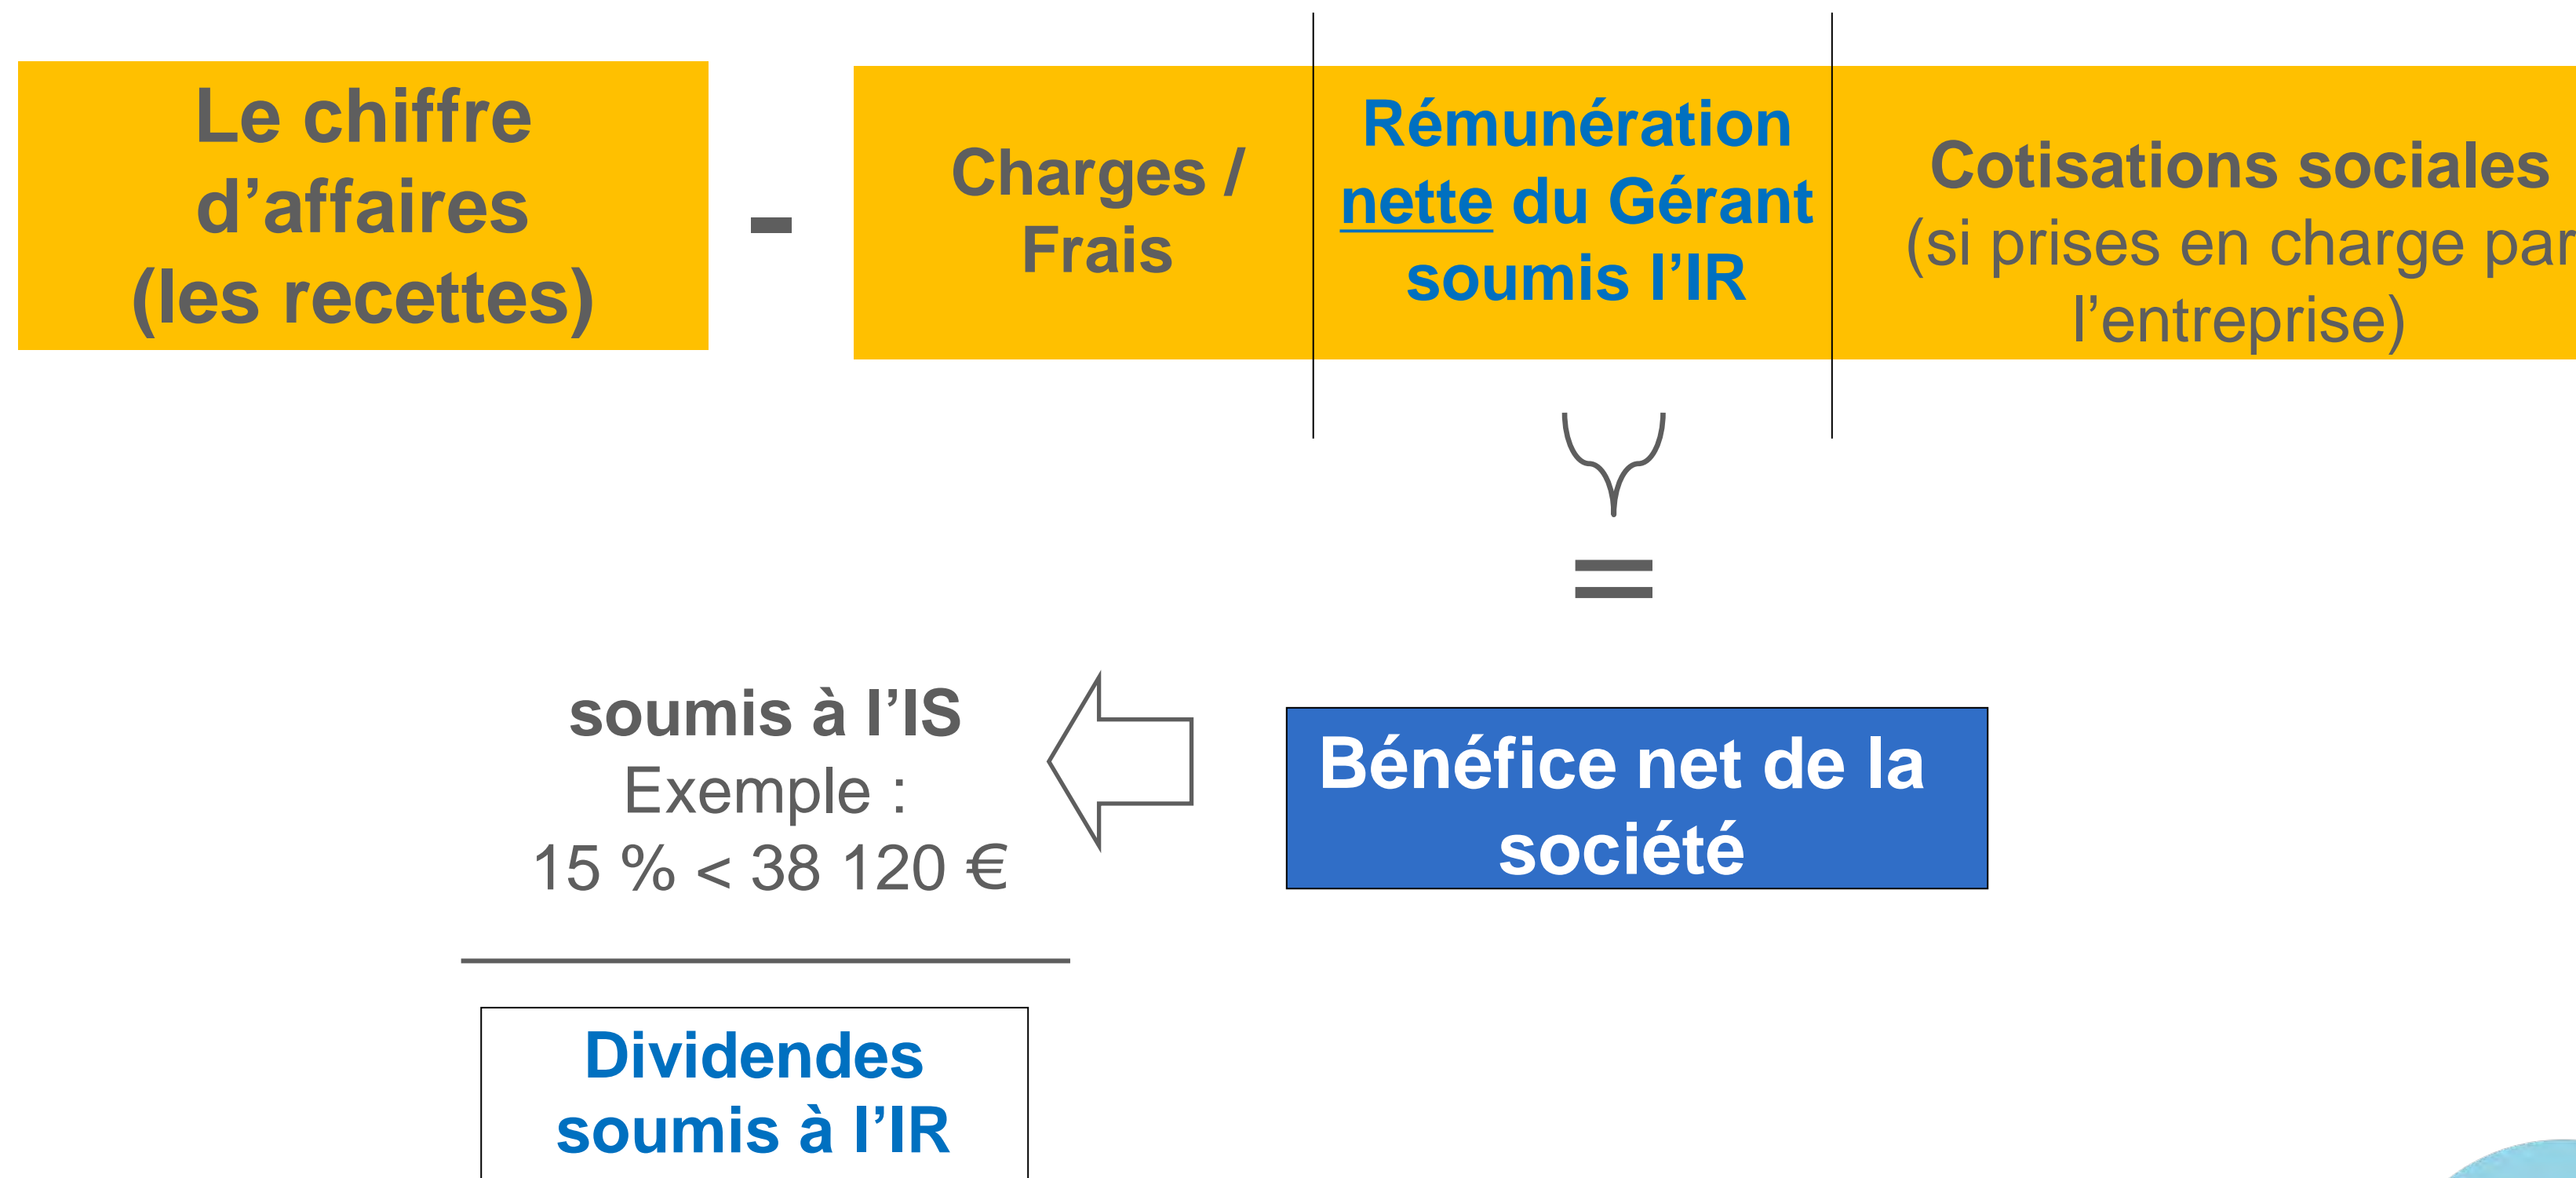 Le chiffre
d’affaires
(les recettes)
-
Charges /
Frais
Rémunération
nette du Gérant
soumis l’IR
Cotisations sociales
(si prises en charge par
l’entreprise)
=
soumis à l’IS
Exemple :
15 % < 38 120 €
Bénéfice net de la
société
Dividendes
soumis à l’IR